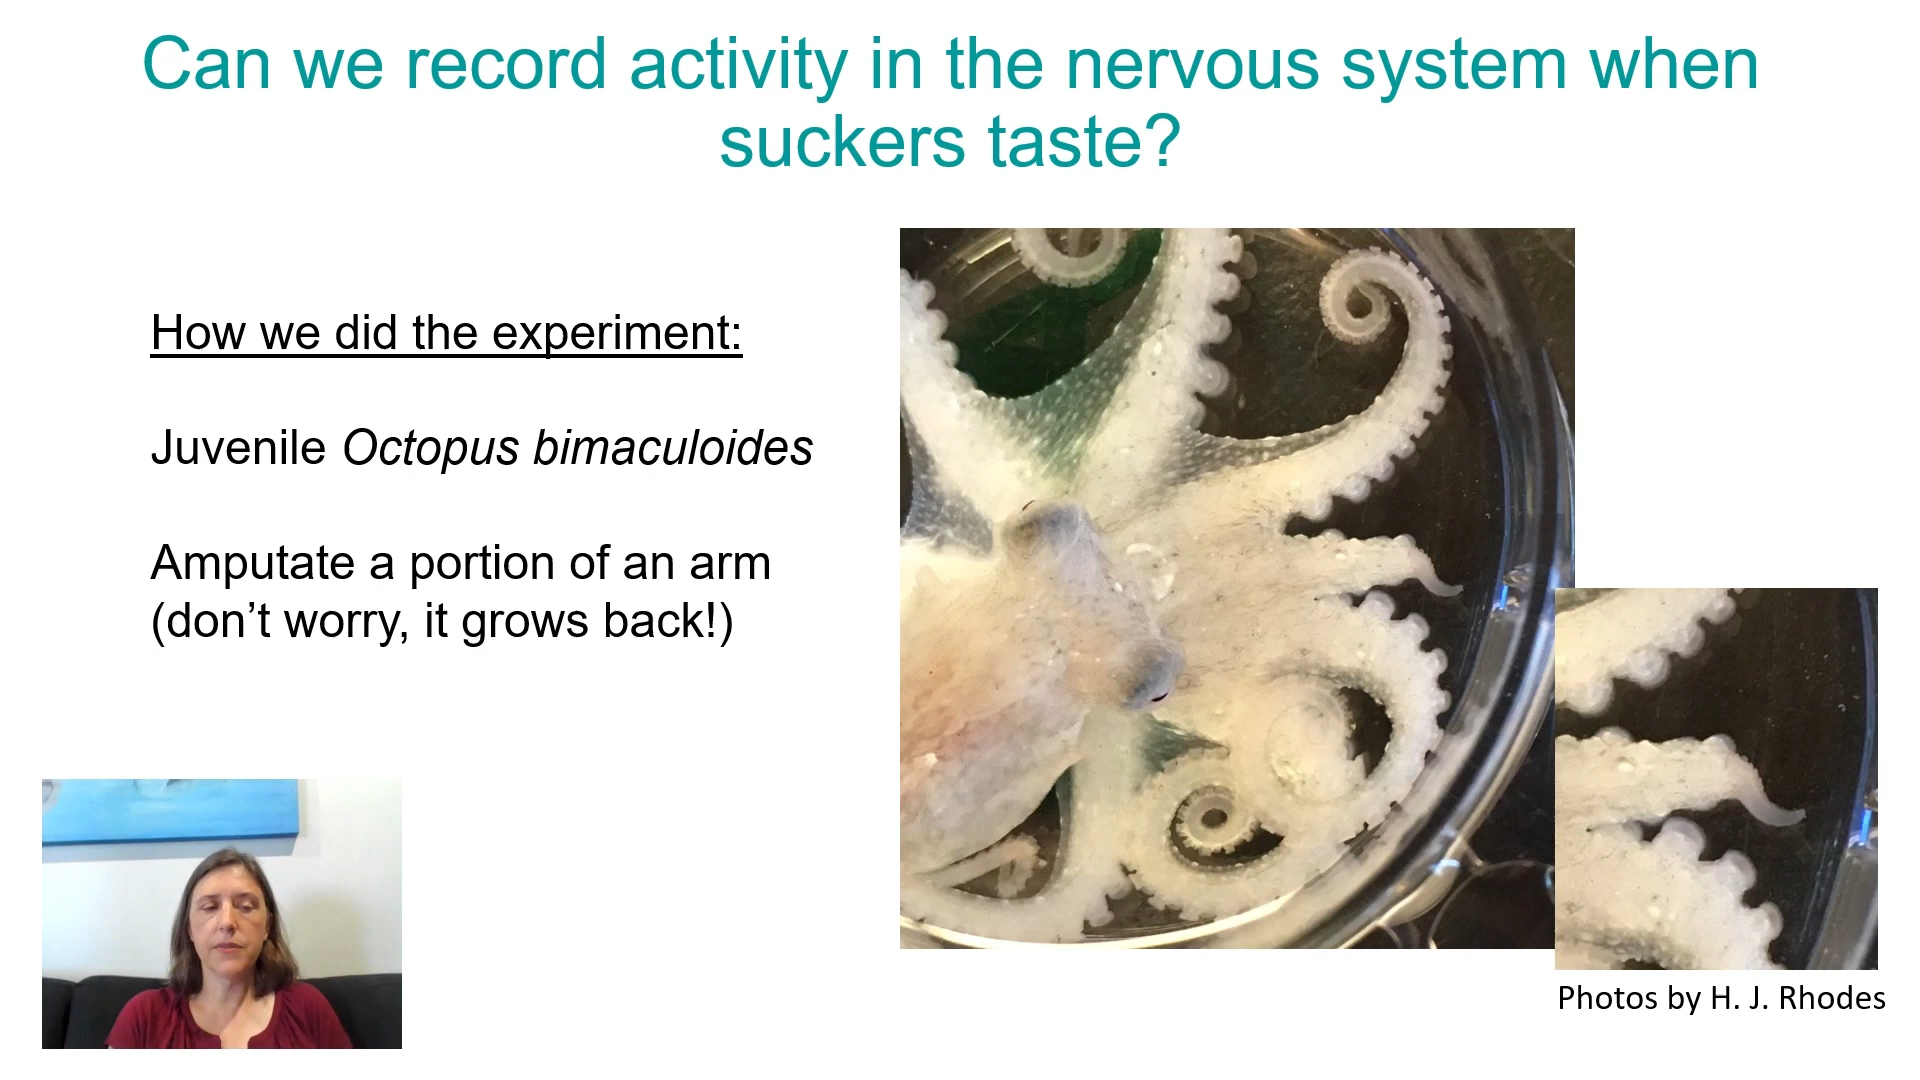 Can we record activity in the nervous system when
suckers taste?
How we did the experiment:
Juvenile Octopus bimaculoides
Amputate a portion of an arm
(don’t worry, it grows back!)
Photos by H. J. Rhodes